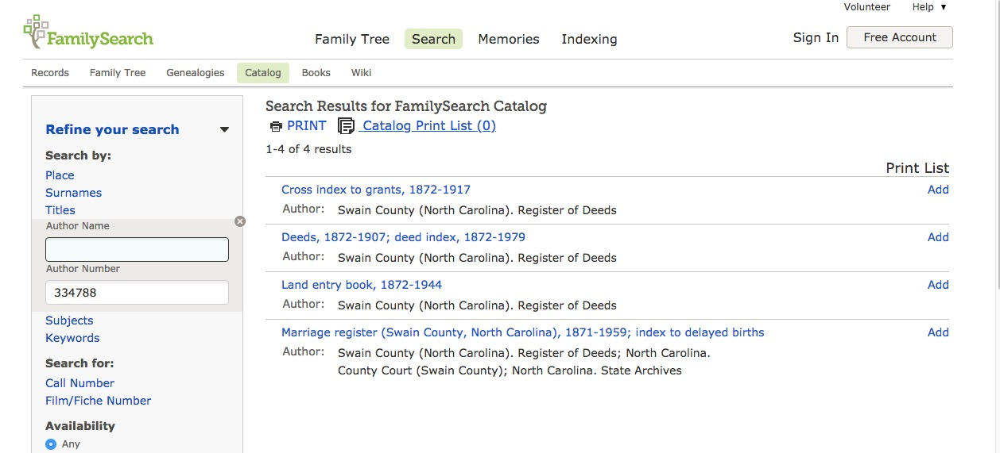 Volunteer Help ▼
FamilySearch
Family Tree Search Memories Indexing
Sign In Free Account
Records Family Tree Genealogies Catalog Books Wiki
Refine your search
Search by:
Place
Surnames
Titles
Author Name
Author Number
334788
Subjects
Keywords
Search for:
Call Number
Film/Fiche Number
Availability
Any
Search Results for FamilySearch Catalog
PRINT Catalog Print List (0)
1-4 of 4 results
Print List
Cross index to grants, 1872-1917 Add
Author: Swain County (North Carolina). Register of Deeds
Deeds, 1872-1907; deed index, 1872-1979 Add
Author: Swain County (North Carolina). Register of Deeds
Land entry book, 1872-1944 Add
Author: Swain County (North Carolina). Register of Deeds
Marriage register (Swain County, North Carolina), 1871-1959; index to delayed births Add
Author: Swain County (North Carolina). Register of Deeds; North Carolina.
County Court (Swain County); North Carolina. State Archives